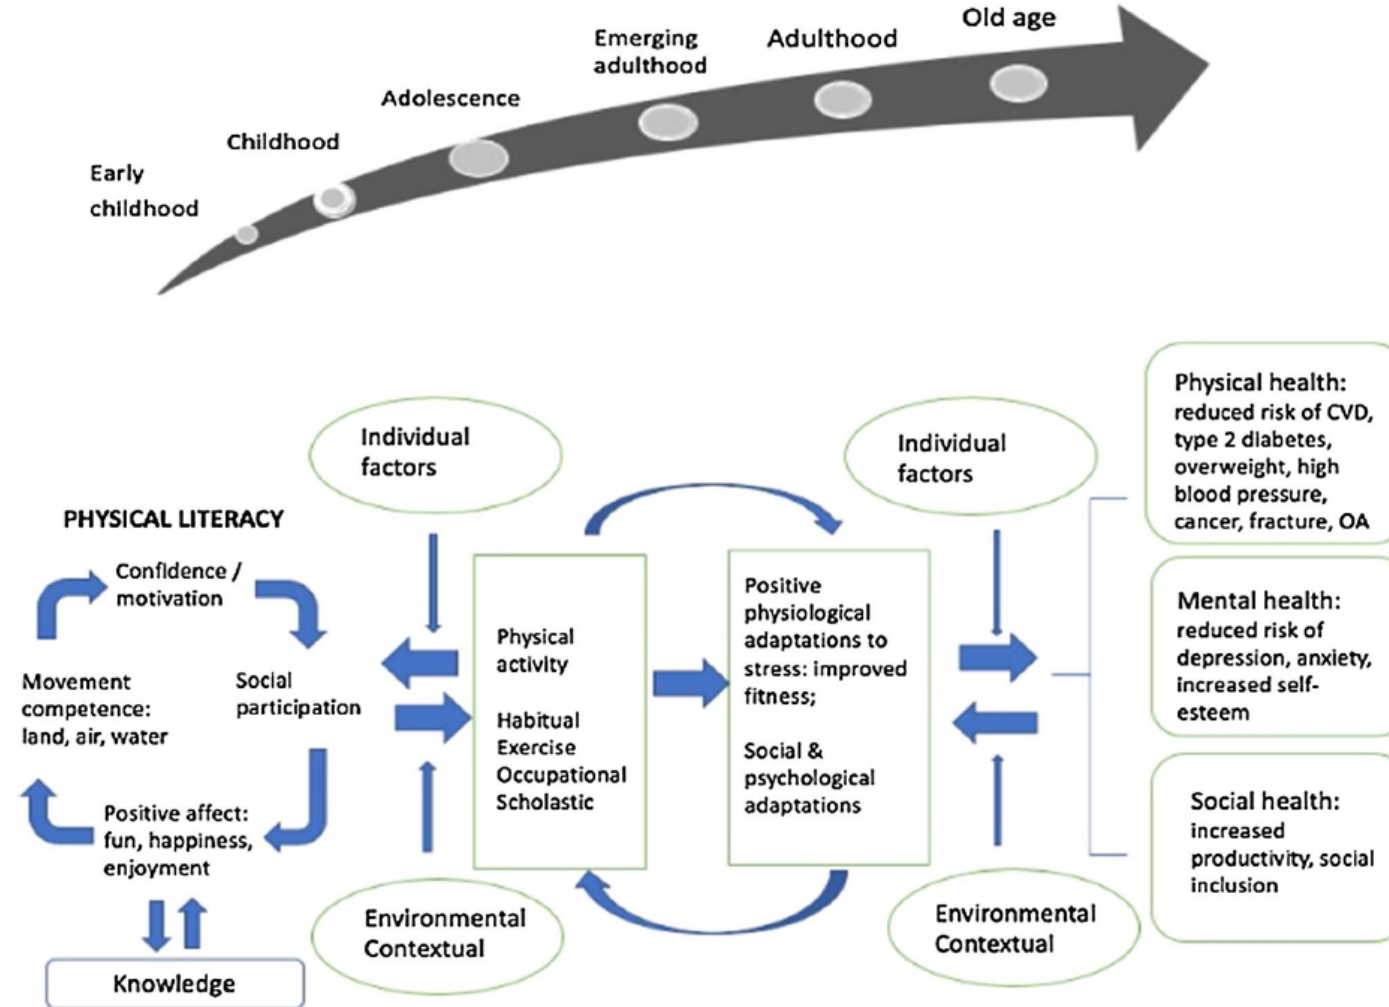 Early
childhood
Childhood
Adolescence
Emerging
adulthood
Adulthood
Old age
PHYSICAL LITERACY
Confidence /
motivation
Social
participation
Positive affect:
fun, happiness,
enjoyment
Movement
competence:
land, air, water
Knowledge
Individual
factors
Environmental
Contextual
Physical
activity
Habitual
Exercise
Occupational
Scholastic
Positive
physiological
adaptations to
stress: improved
fitness;
Social &
psychological
adaptations
Individual
factors
Environmental
Contextual
Physical health:
reduced risk of CVD,
type 2 diabetes,
overweight, high
blood pressure,
cancer, fracture, OA
Mental health:
reduced risk of
depression, anxiety,
increased self-
esteem
Social health:
increased
productivity, social
inclusion